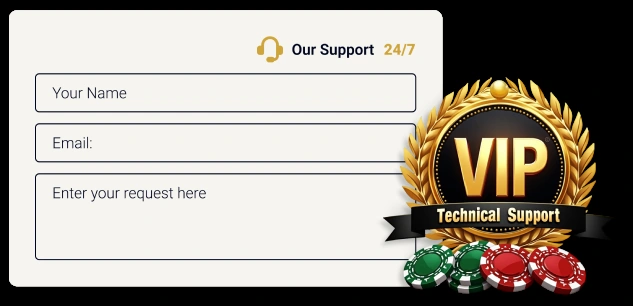 Our Support 24/7
Your Name
Email:
Enter your request here
VIP
Technical Support